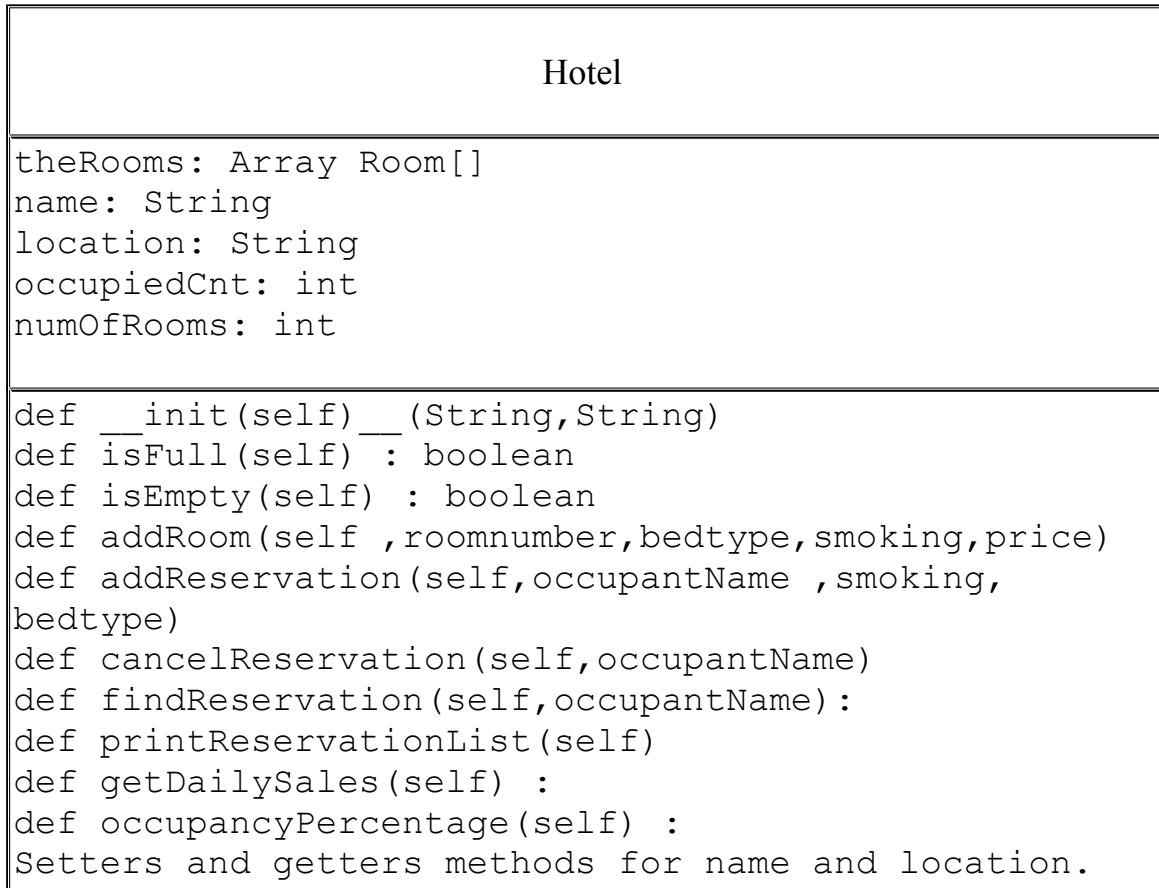 Hotel
theRooms: Array Room[]
name: String
location: String
occupiedCnt: int
numOfRooms: int
def __init(self)__(String,String)
def isFull(self) : boolean
def isEmpty(self) : boolean
def addRoom(self ,roomnumber,bedtype,smoking,price)
def addReservation(self,occupantName ,smoking,
bedtype)
def cancelReservation(self,occupantName)
def findReservation(self,occupantName):
def printReservationList(self)
def getDailySales(self) :
def occupancyPercentage(self) :
Setters and getters methods for name and location.